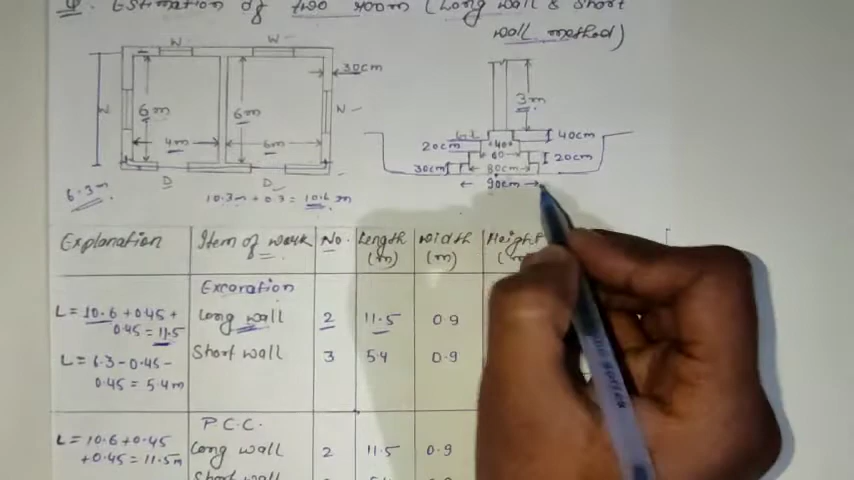 Q. Estimation of two room (Long wall & short
wall method)
W W
30cm
W 6m 6m W
4m 6m
D D
6.3m
10.3m + 0.3 = 10.6 m
3m
G.L
40cm
20cm 40
60 20cm
30cm 80cm
90cm
Explanation Item of work No. Length (m) width (m) Height
Excavation
L = 10.6 + 0.45 + 0.45 = 11.5 Long wall 2 11.5 0.9
L = 6.3 - 0.45 - 0.45 = 5.4m Short wall 3 5.4 0.9
P.C.C.
L = 10.6 + 0.45 + 0.45 = 11.5m Long wall 2 11.5 0.9